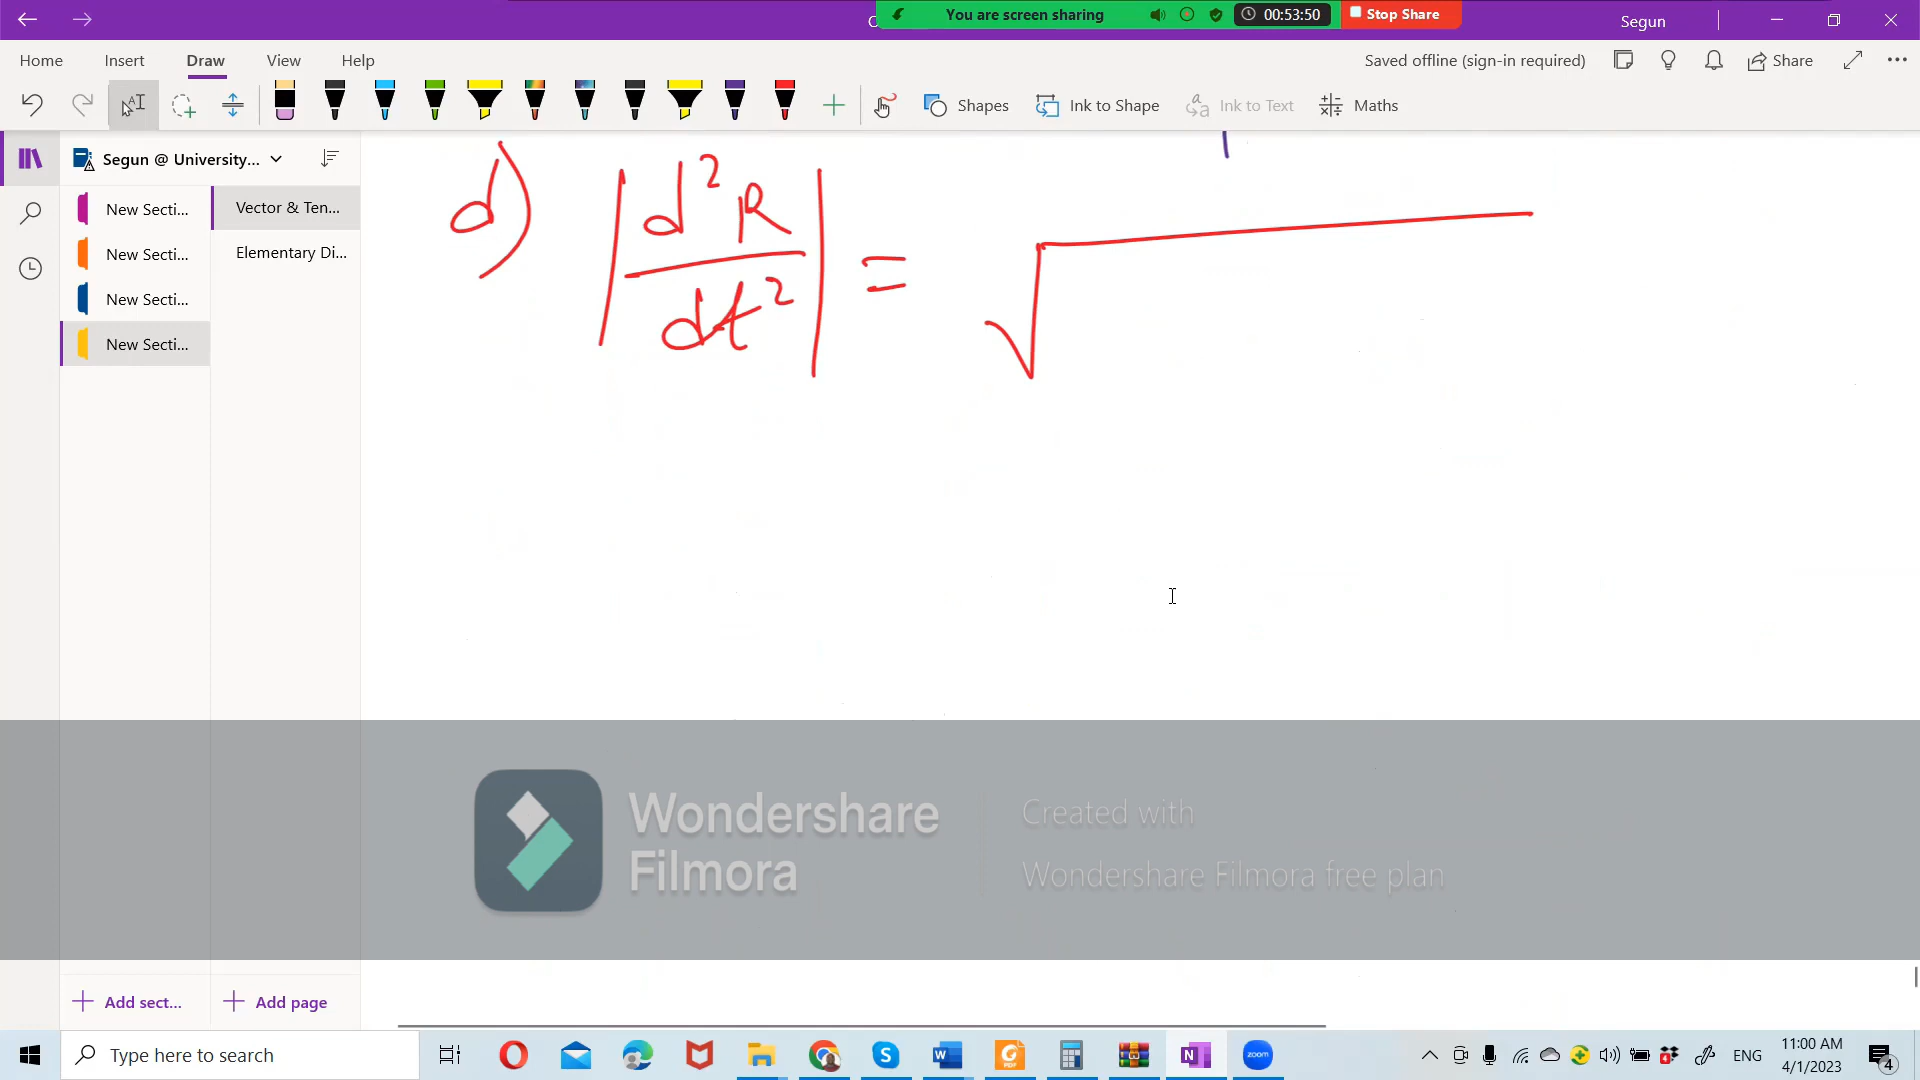 You are screen sharing 00:53:50 Stop Share Segun
Home Insert Draw View Help Saved offline (sign-in required) Share
Shapes Ink to Shape Ink to Text Maths
Segun @ University...
New Secti... Vector & Ten...
New Secti... Elementary Di...
New Secti...
New Secti...
d) |d²R/dt²| = √
Wondershare Filmora
Created with
Wondershare Filmora free plan
Add sect... Add page
Type here to search ENG 11:00 AM
4/1/2023 4